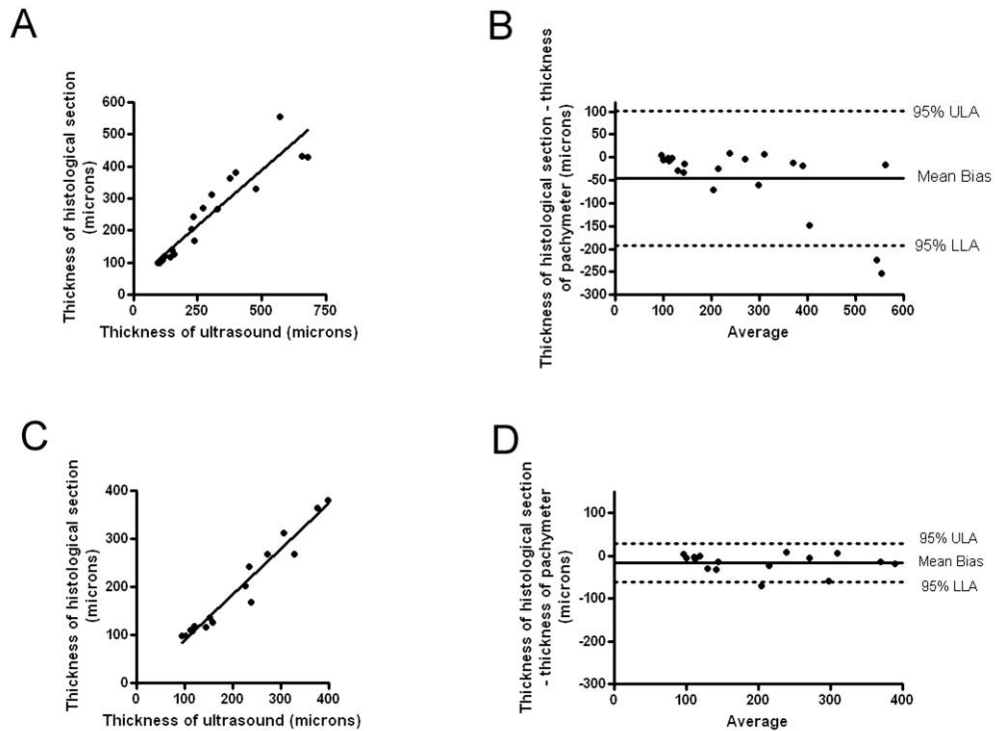 A
Thickness of histological section
(microns)
600
500
400
300
200
100
0
0 250 500 750
Thickness of ultrasound (microns)
B
Thickness of histological section - thickness
of pachymeter (microns)
100
50
0
-50
-100
-150
-200
-250
-300
0 100 200 300 400 500 600
Average
95% ULA
Mean Bias
95% LLA
C
Thickness of histological section
(microns)
400
300
200
100
0
0 100 200 300 400
Thickness of ultrasound (microns)
D
Thickness of histological section
- thickness of pachymeter
(microns)
100
0
-100
-200
-300
0 100 200 300 400
Average
95% ULA
Mean Bias
95% LLA